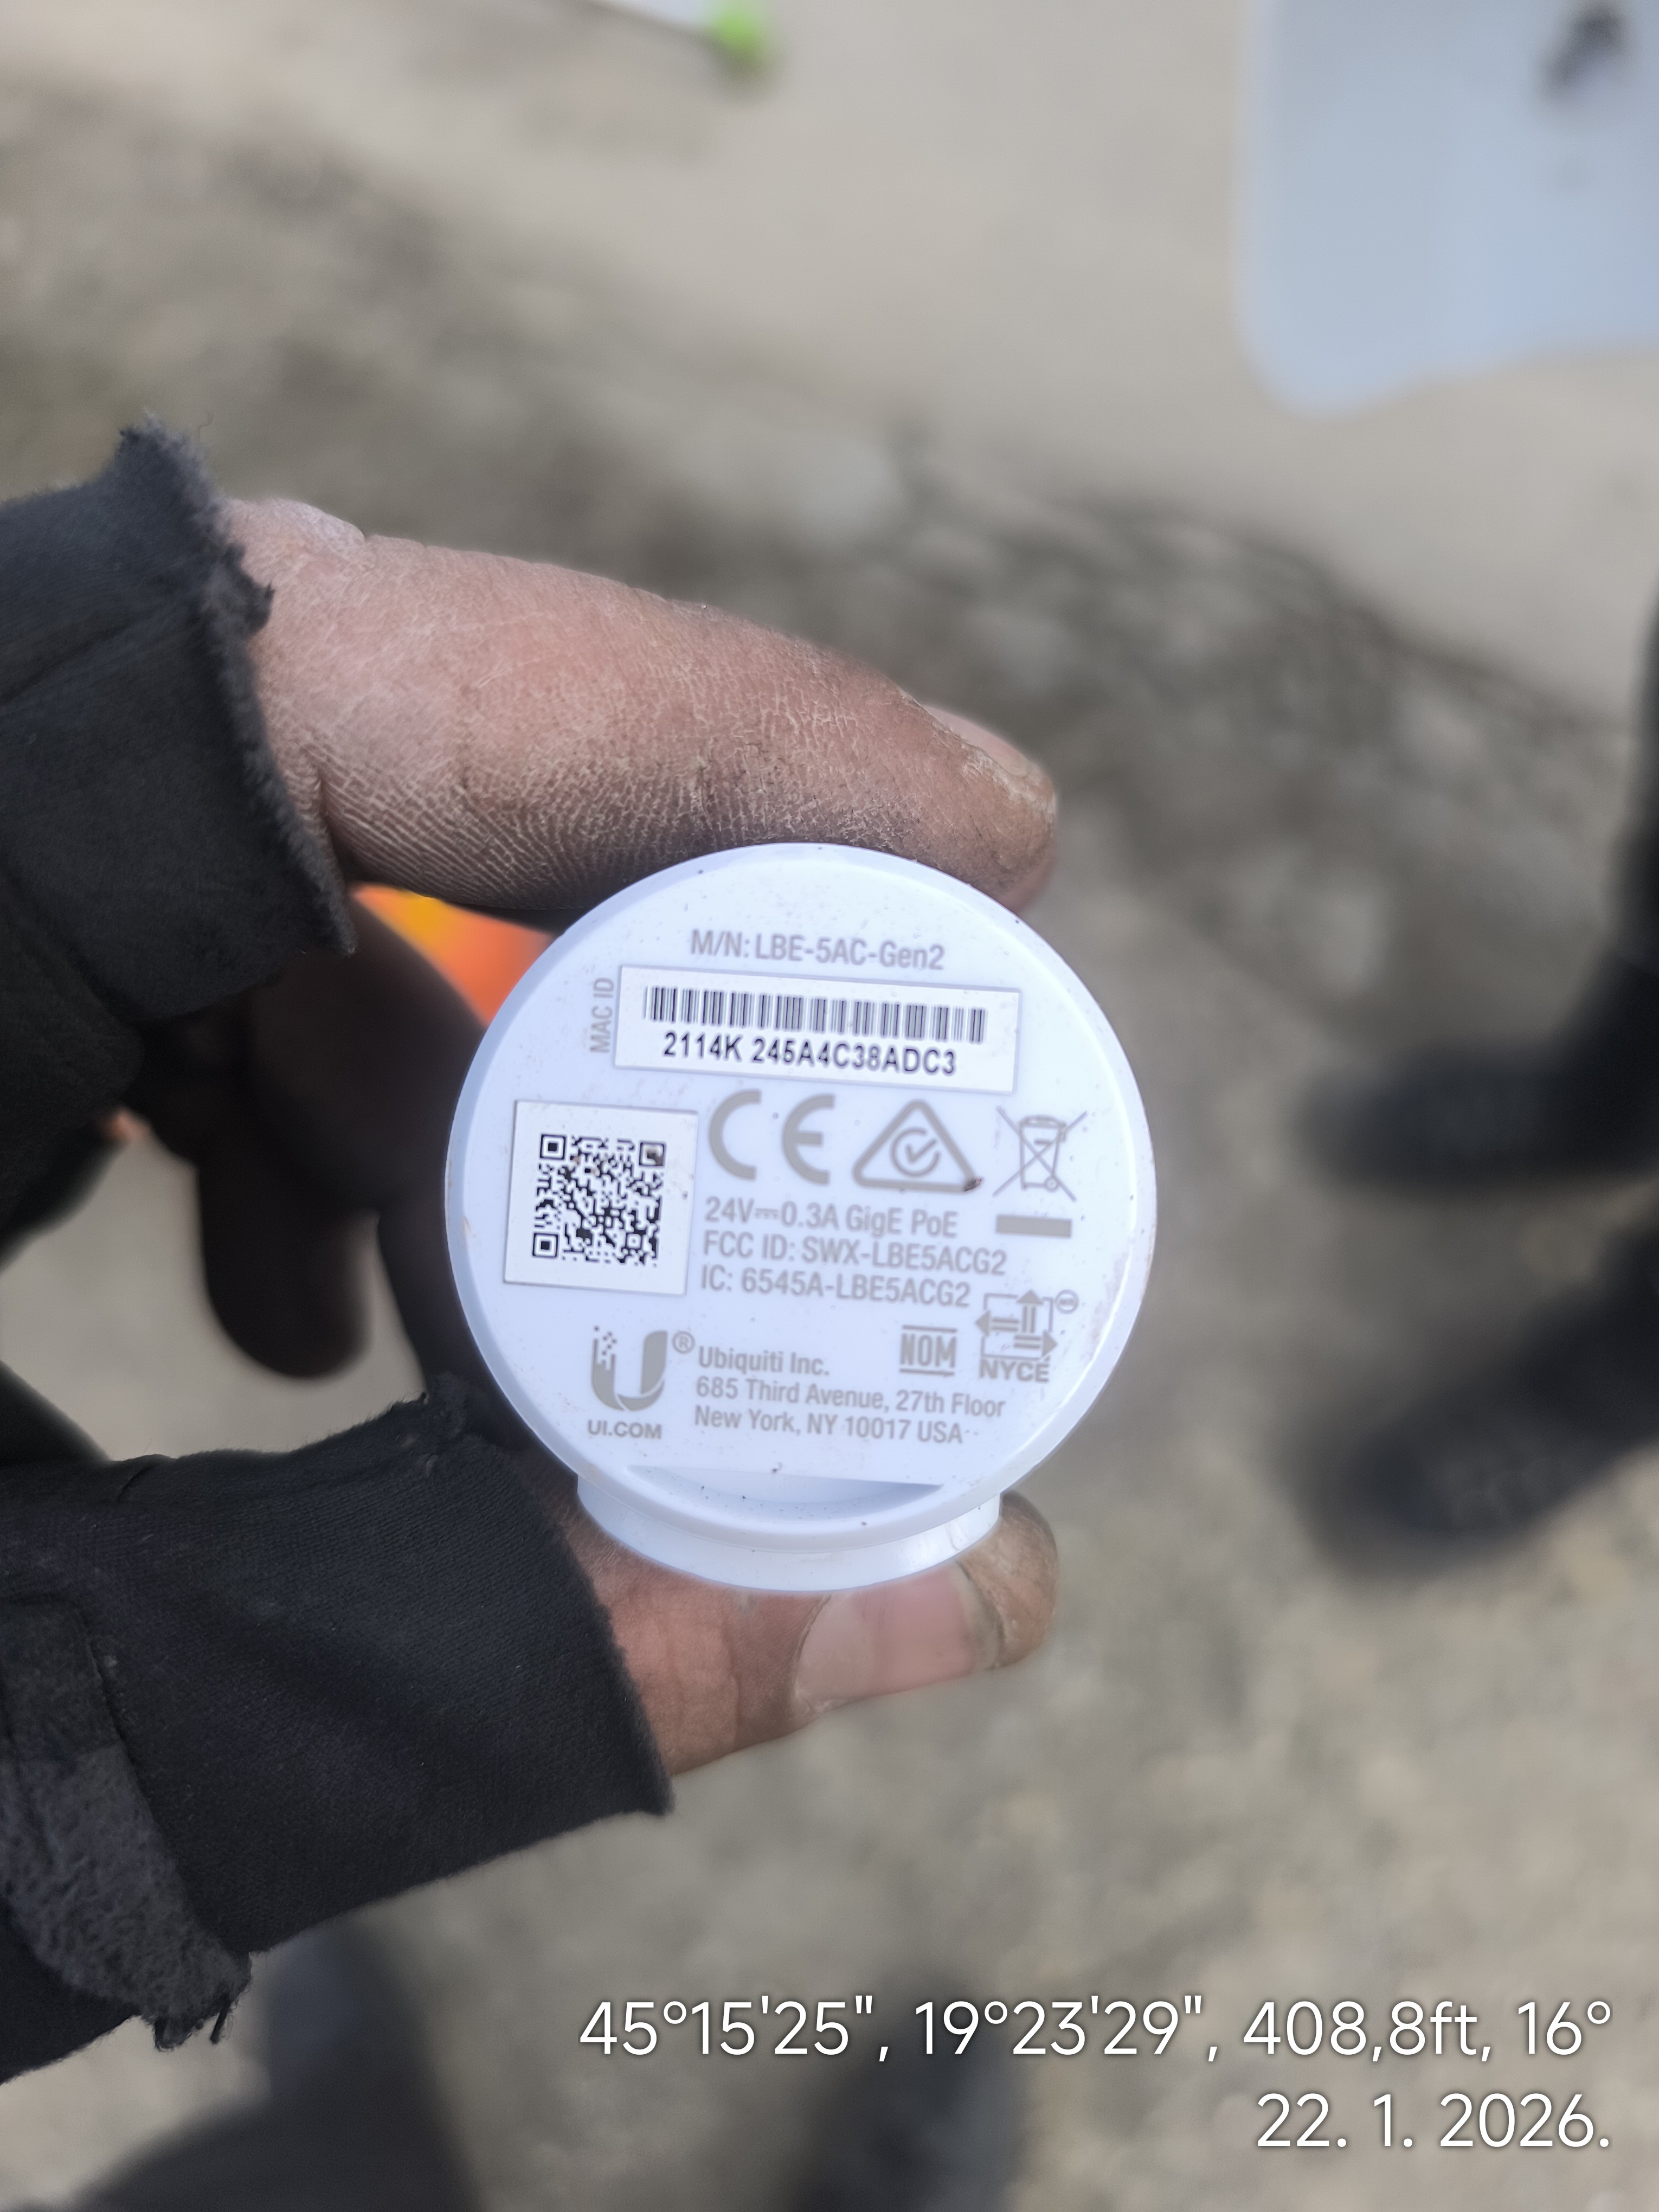 M/N: LBE-5AC-Gen2
MAC ID
2114K 245A4C38ADC3
24V⎓0.3A GigE PoE
FCC ID: SWX-LBE5ACG2
IC: 6545A-LBE5ACG2
NOM
NYCE
U®
UI.COM
Ubiquiti Inc.
685 Third Avenue, 27th Floor
New York, NY 10017 USA
45°15'25", 19°23'29", 408,8ft, 16°
22. 1. 2026.